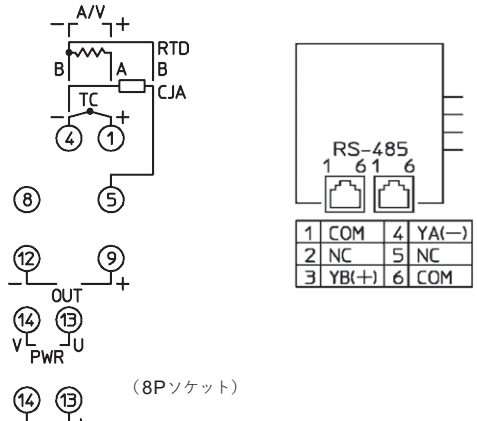 − A/V +
RTD
B A B
CJA
TC
− +
4 1
8 5
12 9
− OUT +
14 13
V PWR U
(8Pソケット)
14 13
RS-485
1 6 1 6
1 COM 4 YA(−)
2 NC 5 NC
3 YB(+) 6 COM